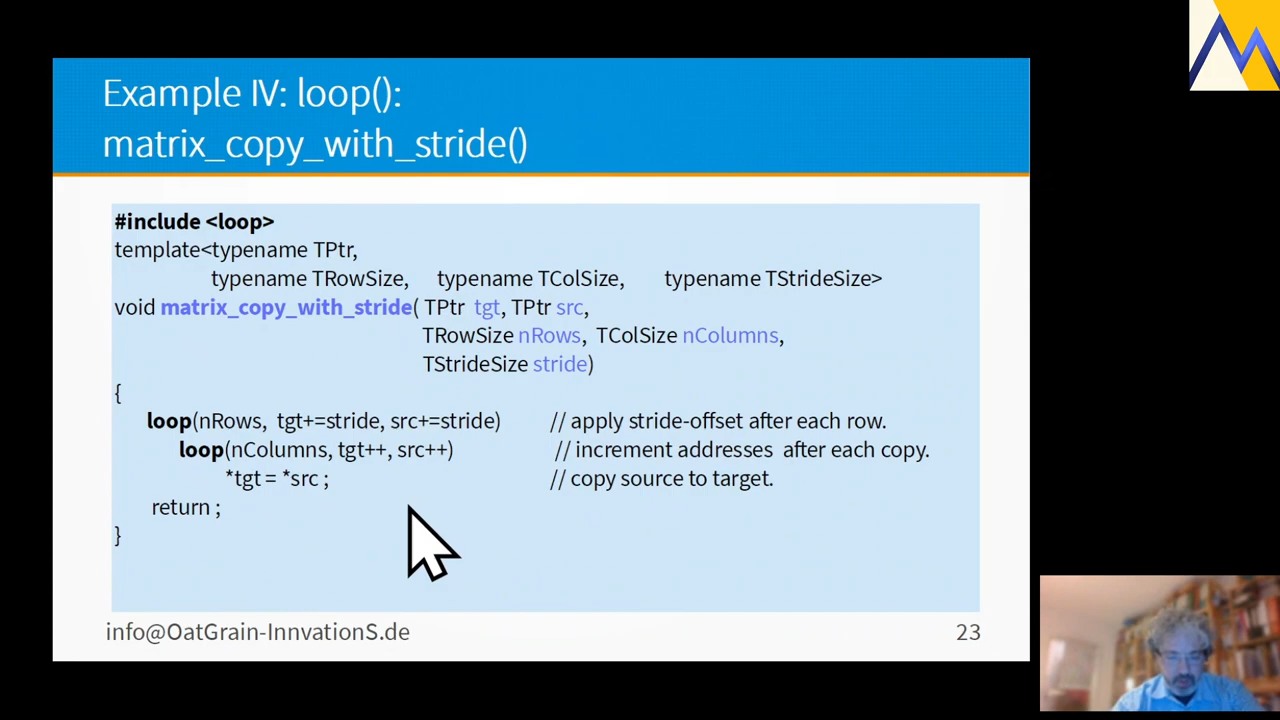 Example IV: loop():
matrix_copy_with_stride()
#include <loop>
template<typename TPtr,
typename TRowSize, typename TColSize, typename TStrideSize>
void matrix_copy_with_stride( TPtr tgt, TPtr src,
TRowSize nRows, TColSize nColumns,
TStrideSize stride)
{
loop(nRows, tgt+=stride, src+=stride) // apply stride-offset after each row.
loop(nColumns, tgt++, src++) // increment addresses after each copy.
*tgt = *src ; // copy source to target.
return ;
}
info@OatGrain-InnvationS.de
23